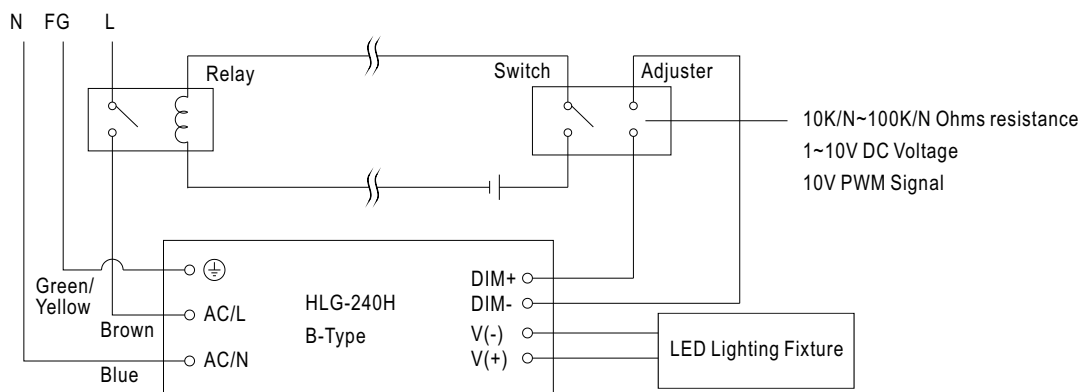 N FG L
Relay
Switch
Adjuster
10K/N~100K/N Ohms resistance
1~10V DC Voltage
10V PWM Signal
Green/
Yellow
Brown
AC/L
Blue
AC/N
HLG-240H
B-Type
DIM+
DIM-
V(-)
V(+)
LED Lighting Fixture